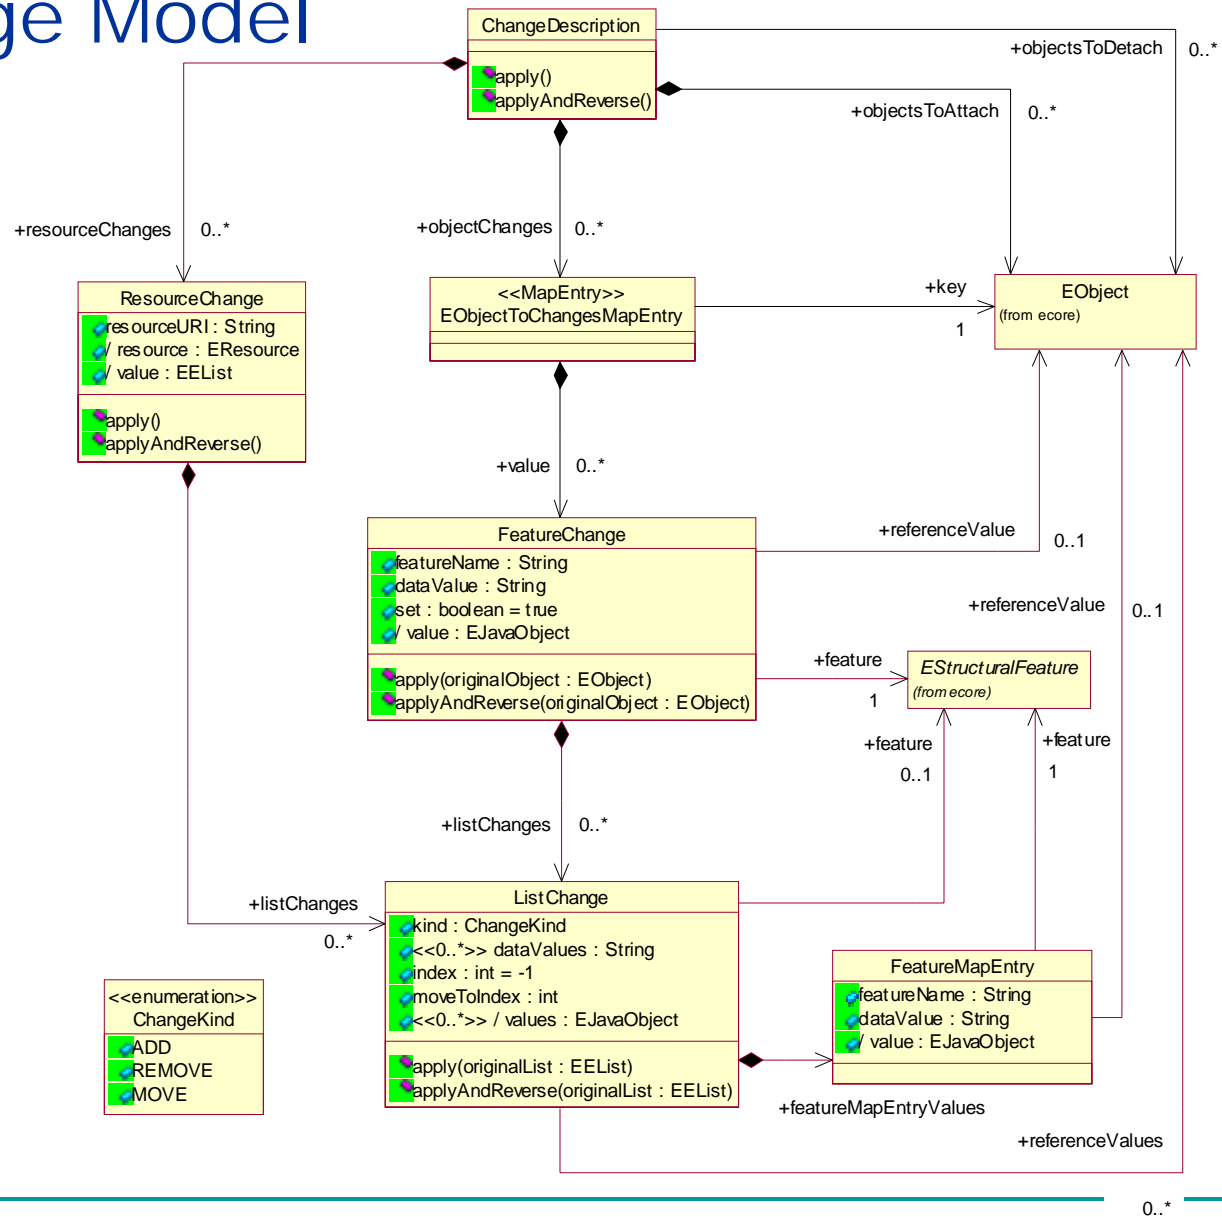 ge Model
ChangeDescription
apply()
applyAndReverse()
+objectsToDetach
0..*
+objectsToAttach
0..*
+resourceChanges
0..*
+objectChanges
0..*
ResourceChange
resourceURI : String
/ resource : EResource
/ value : EEList
apply()
applyAndReverse()
<<MapEntry>>
EObjectToChangesMapEntry
+key
1
EObject
(from ecore)
+value
0..*
FeatureChange
featureName : String
dataValue : String
set : boolean = true
/ value : EJavaObject
apply(originalObject : EObject)
applyAndReverse(originalObject : EObject)
+referenceValue
0..1
+referenceValue
0..1
+feature
1
EStructuralFeature
(from ecore)
+feature
0..1
+feature
1
+listChanges
0..*
+listChanges
0..*
ListChange
kind : ChangeKind
<<0..*>> dataValues : String
index : int = -1
moveToIndex : int
<<0..*>> / values : EJavaObject
apply(originalList : EEList)
applyAndReverse(originalList : EEList)
FeatureMapEntry
featureName : String
dataValue : String
/ value : EJavaObject
<<enumeration>>
ChangeKind
ADD
REMOVE
MOVE
+featureMapEntryValues
+referenceValues
0..*